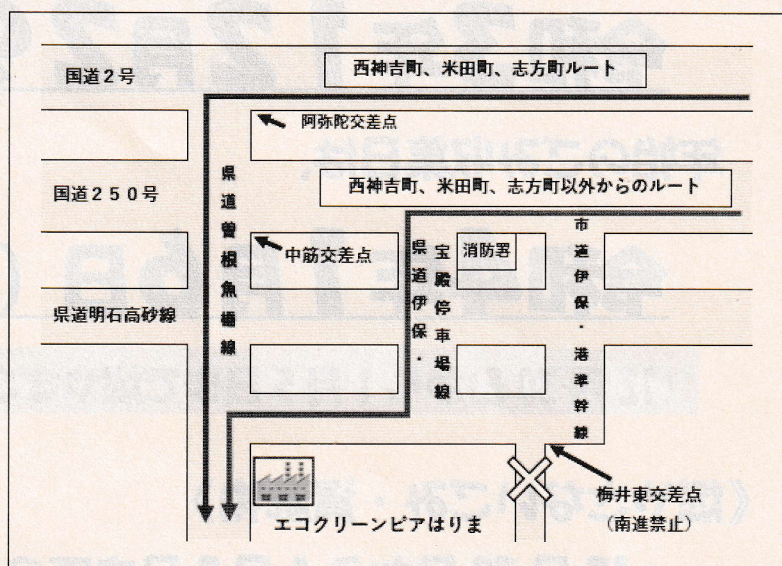 国道2号
西神吉町、米田町、志方町ルート
阿弥陀交差点
国道250号
西神吉町、米田町、志方町以外からのルート
県道曽根魚橋線
中筋交差点
県道伊保・
宝殿停車場線
消防署
市道伊保・港準幹線
県道明石高砂線
エコクリーンピアはりま
梅井東交差点
(南進禁止)